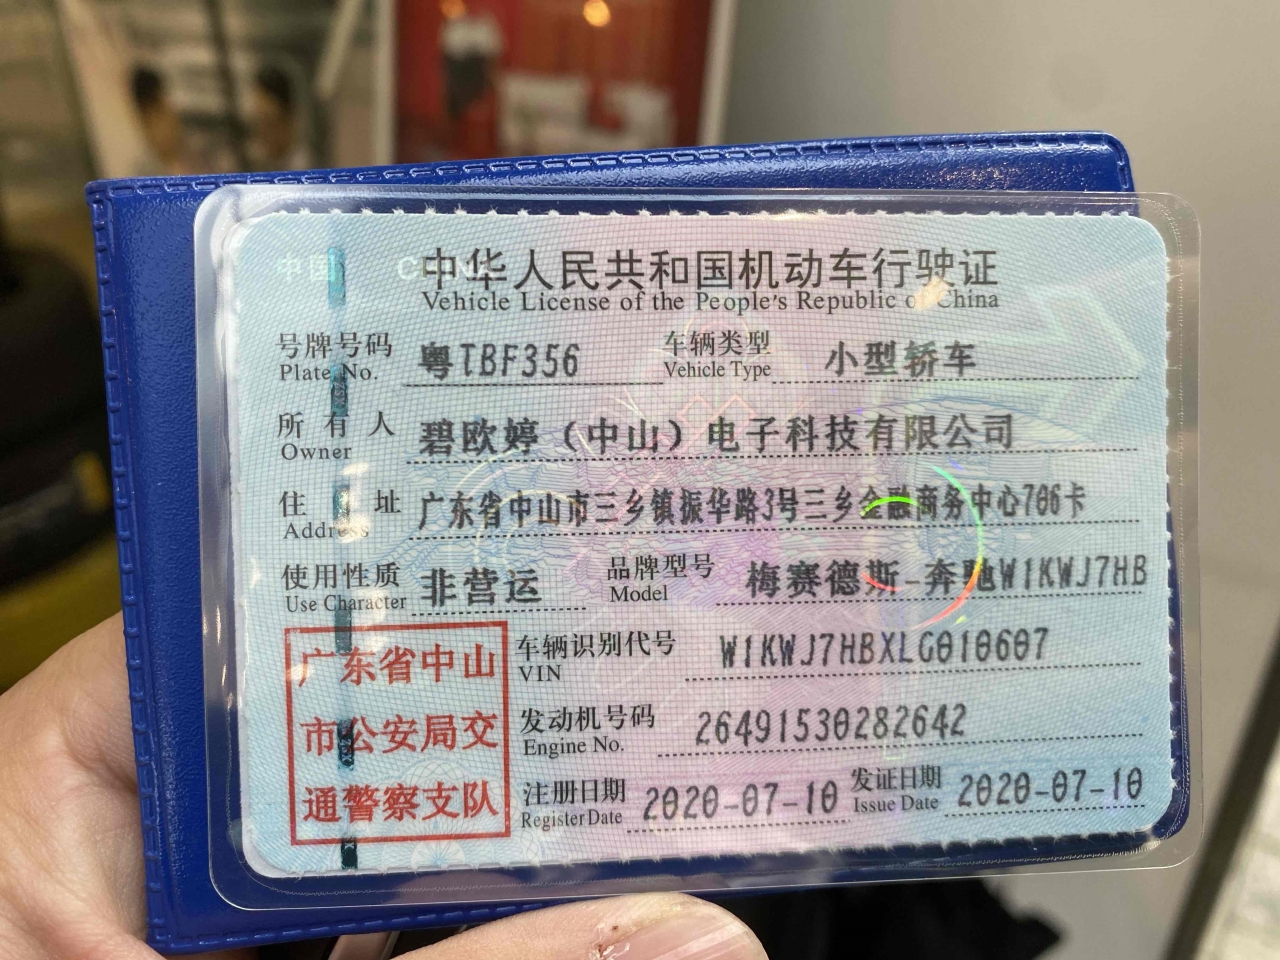 中国 CHINA
中华人民共和国机动车行驶证
Vehicle License of the People's Republic of China
号牌号码 粤TBF356 车辆类型 小型轿车
Plate No. Vehicle Type
所有人 碧欧婷（中山）电子科技有限公司
Owner
住址 广东省中山市三乡镇振华路3号三乡金融商务中心706卡
Address
使用性质 非营运 品牌型号 梅赛德斯-奔驰W1KWJ7HB
Use Character Model
车辆识别代号 W1KWJ7HBXLG010607
VIN
发动机号码 26491530282642
Engine No.
注册日期 2020-07-10 发证日期 2020-07-10
Register Date Issue Date
广东省中山
市公安局交
通警察支队